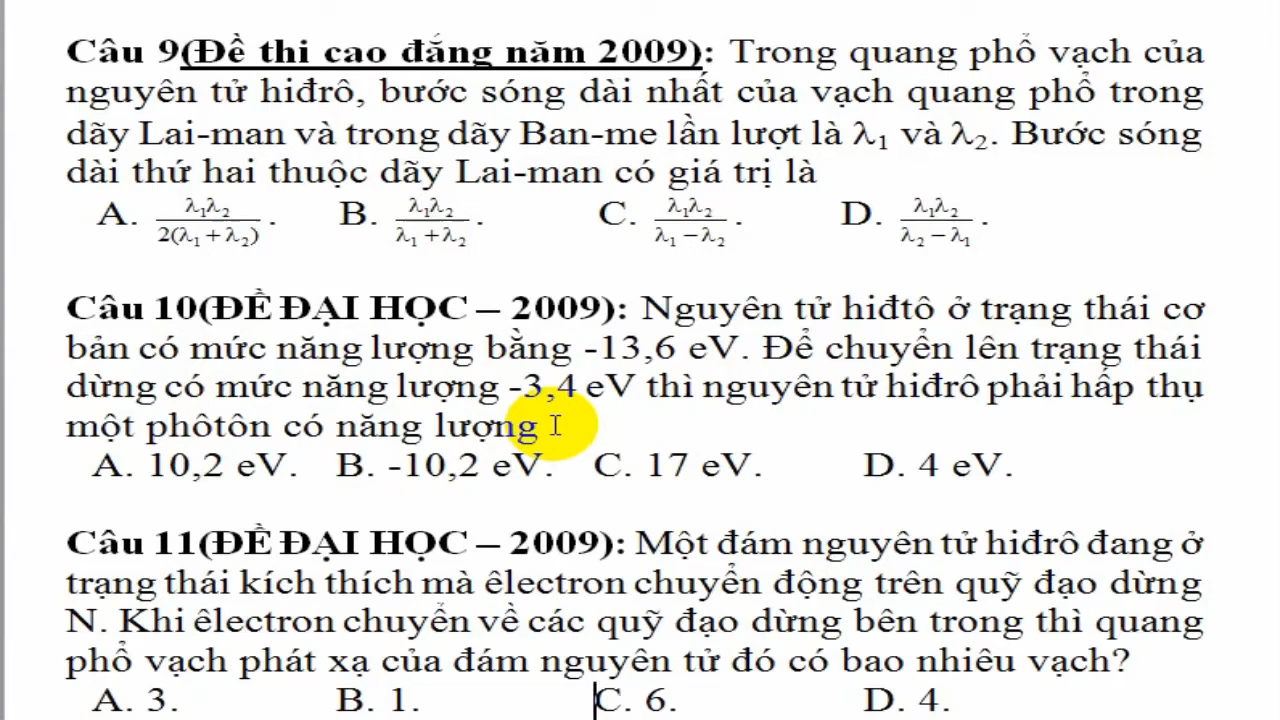 Câu 9(Đề thi cao đẳng năm 2009): Trong quang phổ vạch của
nguyên tử hiđrô, bước sóng dài nhất của vạch quang phổ trong
dãy Lai-man và trong dãy Ban-me lần lượt là λ₁ và λ₂. Bước sóng
dài thứ hai thuộc dãy Lai-man có giá trị là
A. λ₁λ₂ / 2(λ₁ + λ₂) . B. λ₁λ₂ / λ₁ + λ₂ . C. λ₁λ₂ / λ₁ − λ₂ . D. λ₁λ₂ / λ₂ − λ₁ .
Câu 10(ĐỀ ĐẠI HỌC – 2009): Nguyên tử hiđtô ở trạng thái cơ
bản có mức năng lượng bằng -13,6 eV. Để chuyển lên trạng thái
dừng có mức năng lượng -3,4 eV thì nguyên tử hiđrô phải hấp thụ
một phôtôn có năng lượng
A. 10,2 eV. B. -10,2 eV. C. 17 eV. D. 4 eV.
Câu 11(ĐỀ ĐẠI HỌC – 2009): Một đám nguyên tử hiđrô đang ở
trạng thái kích thích mà êlectron chuyển động trên quỹ đạo dừng
N. Khi êlectron chuyển về các quỹ đạo dừng bên trong thì quang
phổ vạch phát xạ của đám nguyên tử đó có bao nhiêu vạch?
A. 3. B. 1. C. 6. D. 4.